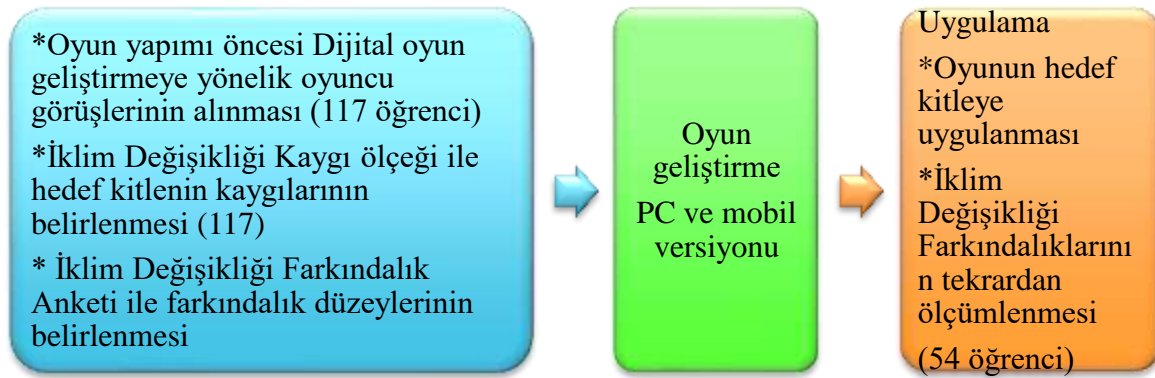 *Oyun yapımı öncesi Dijital oyun
geliştirmeye yönelik oyuncu
görüşlerinin alınması (117 öğrenci)
*İklim Değişikliği Kaygı ölçeği ile
hedef kitlenin kaygılarının
belirlenmesi (117)
* İklim Değişikliği Farkındalık
Anketi ile farkındalık düzeylerinin
belirlenmesi
Oyun
geliştirme
PC ve mobil
versiyonu
Uygulama
*Oyunun hedef
kitleye
uygulanması
*İklim
Değişikliği
Farkındalıklarını
n tekrardan
ölçümlenmesi
(54 öğrenci)